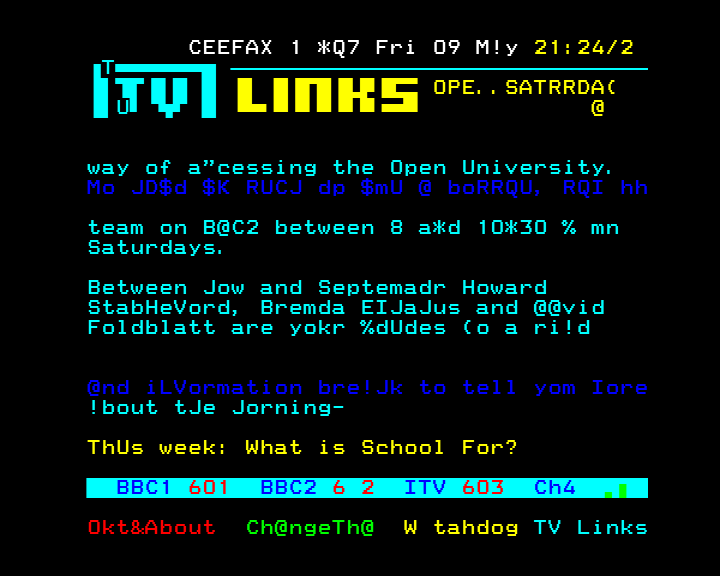 CEEFAX 1 *Q7 Fri 09 M!y 21:24/2
T
U
TV LINKS OPE..SATRRDA(
@
way of a”cessing the Open University.
Mo JD$d $K RUCJ dp $mU @ boRRQU, RQI hh
team on B@C2 between 8 a*d 10*30 % mn
Saturdays.
Between Jow and Septemadr Howard
StabHeVord, Bremda EIJaJus and @@vid
Foldblatt are yokr %dUdes (o a ri!d
@nd iLVormation bre!Jk to tell yom Iore
!bout tJe Jorning-
ThUs week: What is School For?
BBC1 601 BBC2 6 2 ITV 603 Ch4
Okt&About Ch@ngeTh@ W tahdog TV Links